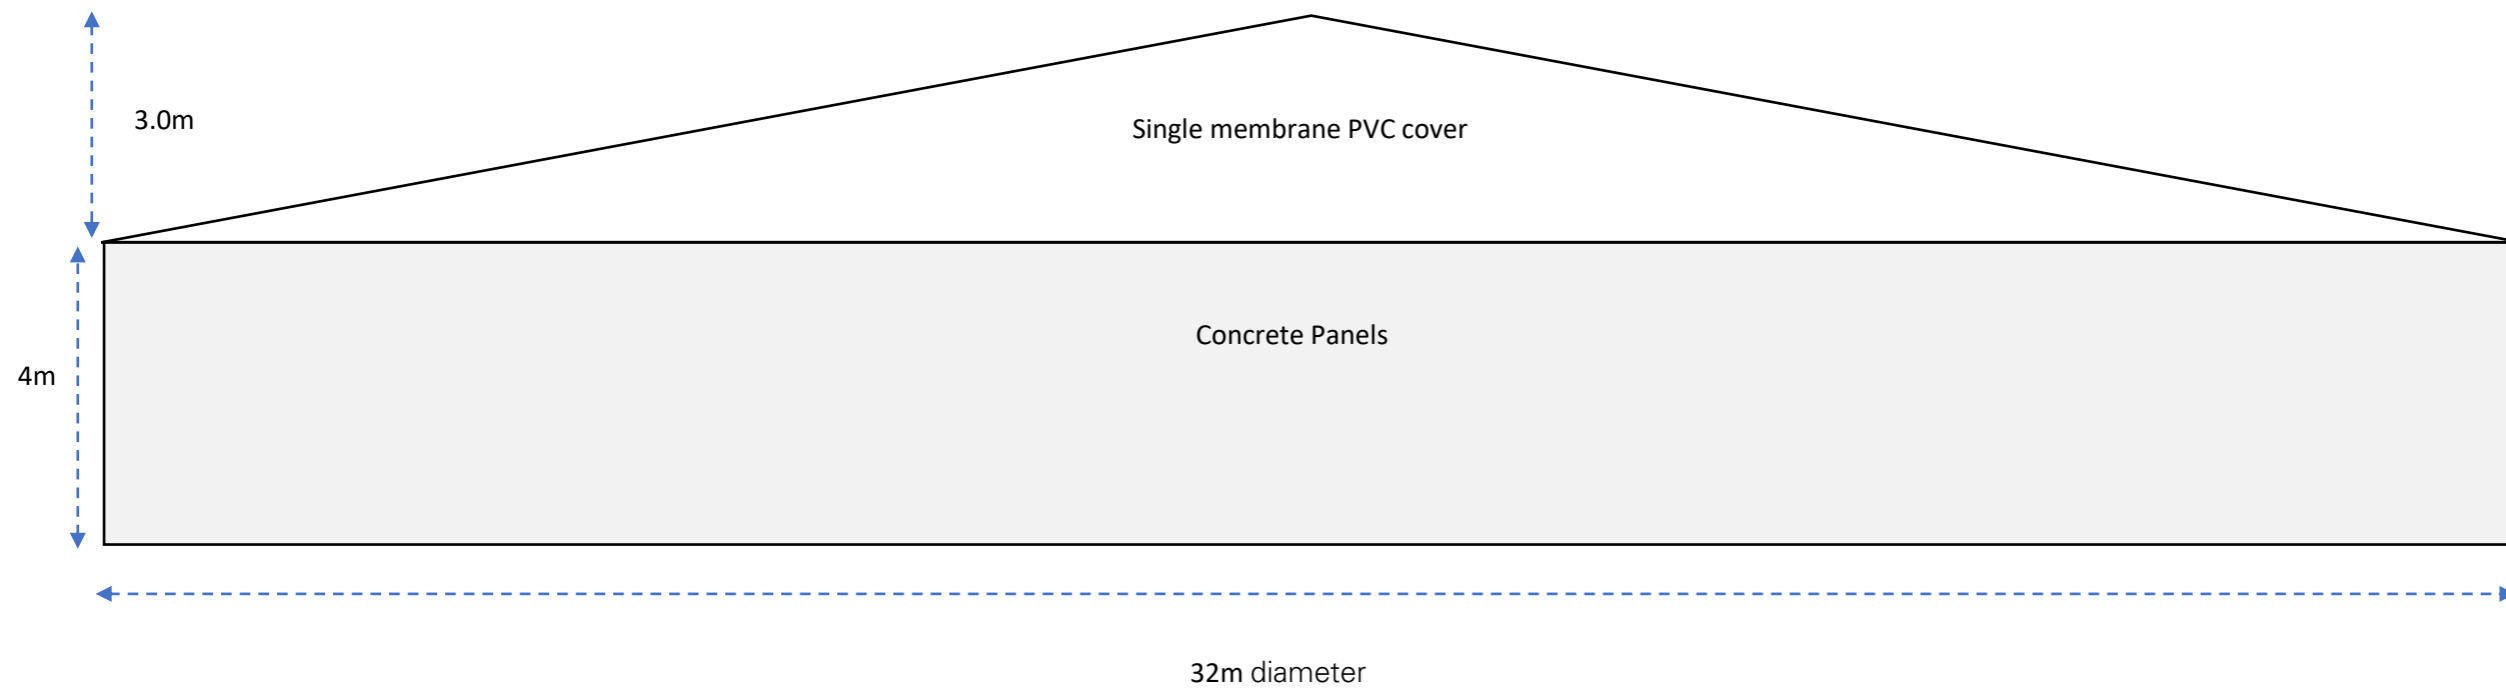 3.0m
Single membrane PVC cover
Concrete Panels
4m
32m diameter